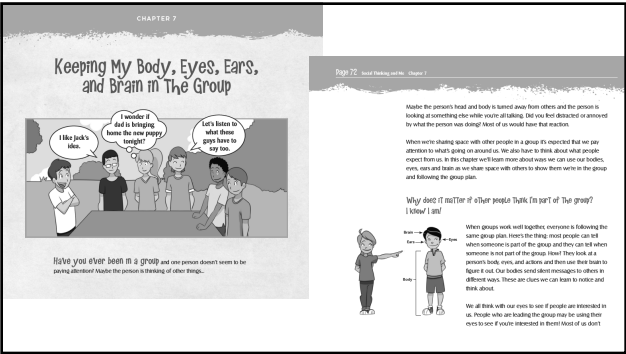 CHAPTER 7
Keeping My Body, Eyes, Ears,
and Brain in The Group
I like Jack's
idea.
I wonder if
dad is bringing
home the new puppy
tonight?
Let's listen to
what these
guys have to
say too.
Have you ever been in a group and one person doesn't seem to be
paying attention? Maybe the person is thinking of other things...
Page 72 Social Thinking and Me Chapter 7
Maybe the person's head and body is turned away from others and the person is
looking at something else while you're all talking. Did you feel distracted or annoyed
by what the person was doing? Most of us would have that reaction.
When we're sharing space with other people in a group it's expected that we pay
attention to what's going on around us. We also have to think about what people
expect from us. In this chapter we'll learn more about ways we can use our bodies,
eyes, ears and brain as we share space with others to show them we're in the group
and following the group plan.
Why does it matter if other people think I'm part of the group?
I know I am!
Brain
Ears
Eyes
Body
When groups work well together, everyone is following the
same group plan. Here's the thing: most people can tell
when someone is part of the group and they can tell when
someone is not part of the group. How? They look at a
person's body, eyes, and actions and then use their brain to
figure it out. Our bodies send silent messages to others in
different ways. These are clues we can learn to notice and
think about.
We all think with our eyes to see if people are interested in
us. People who are leading the group may be using their
eyes to see if you're interested in them! Most of us don't